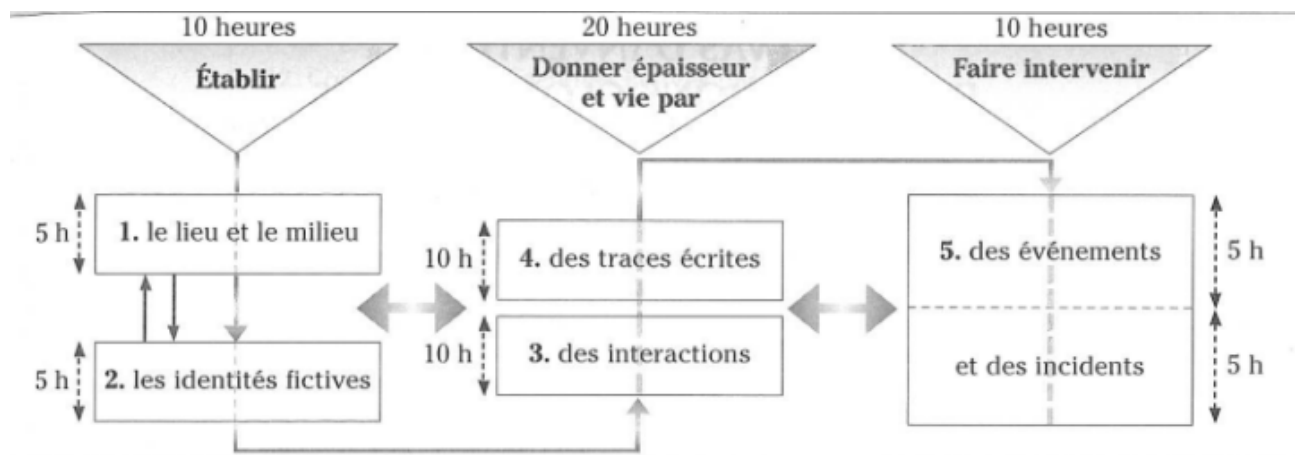 10 heures
20 heures
10 heures
Établir
Donner épaisseur
et vie par
Faire intervenir
5 h
1. le lieu et le milieu
10 h
4. des traces écrites
5. des événements
5 h
5 h
2. les identités fictives
10 h
3. des interactions
et des incidents
5 h